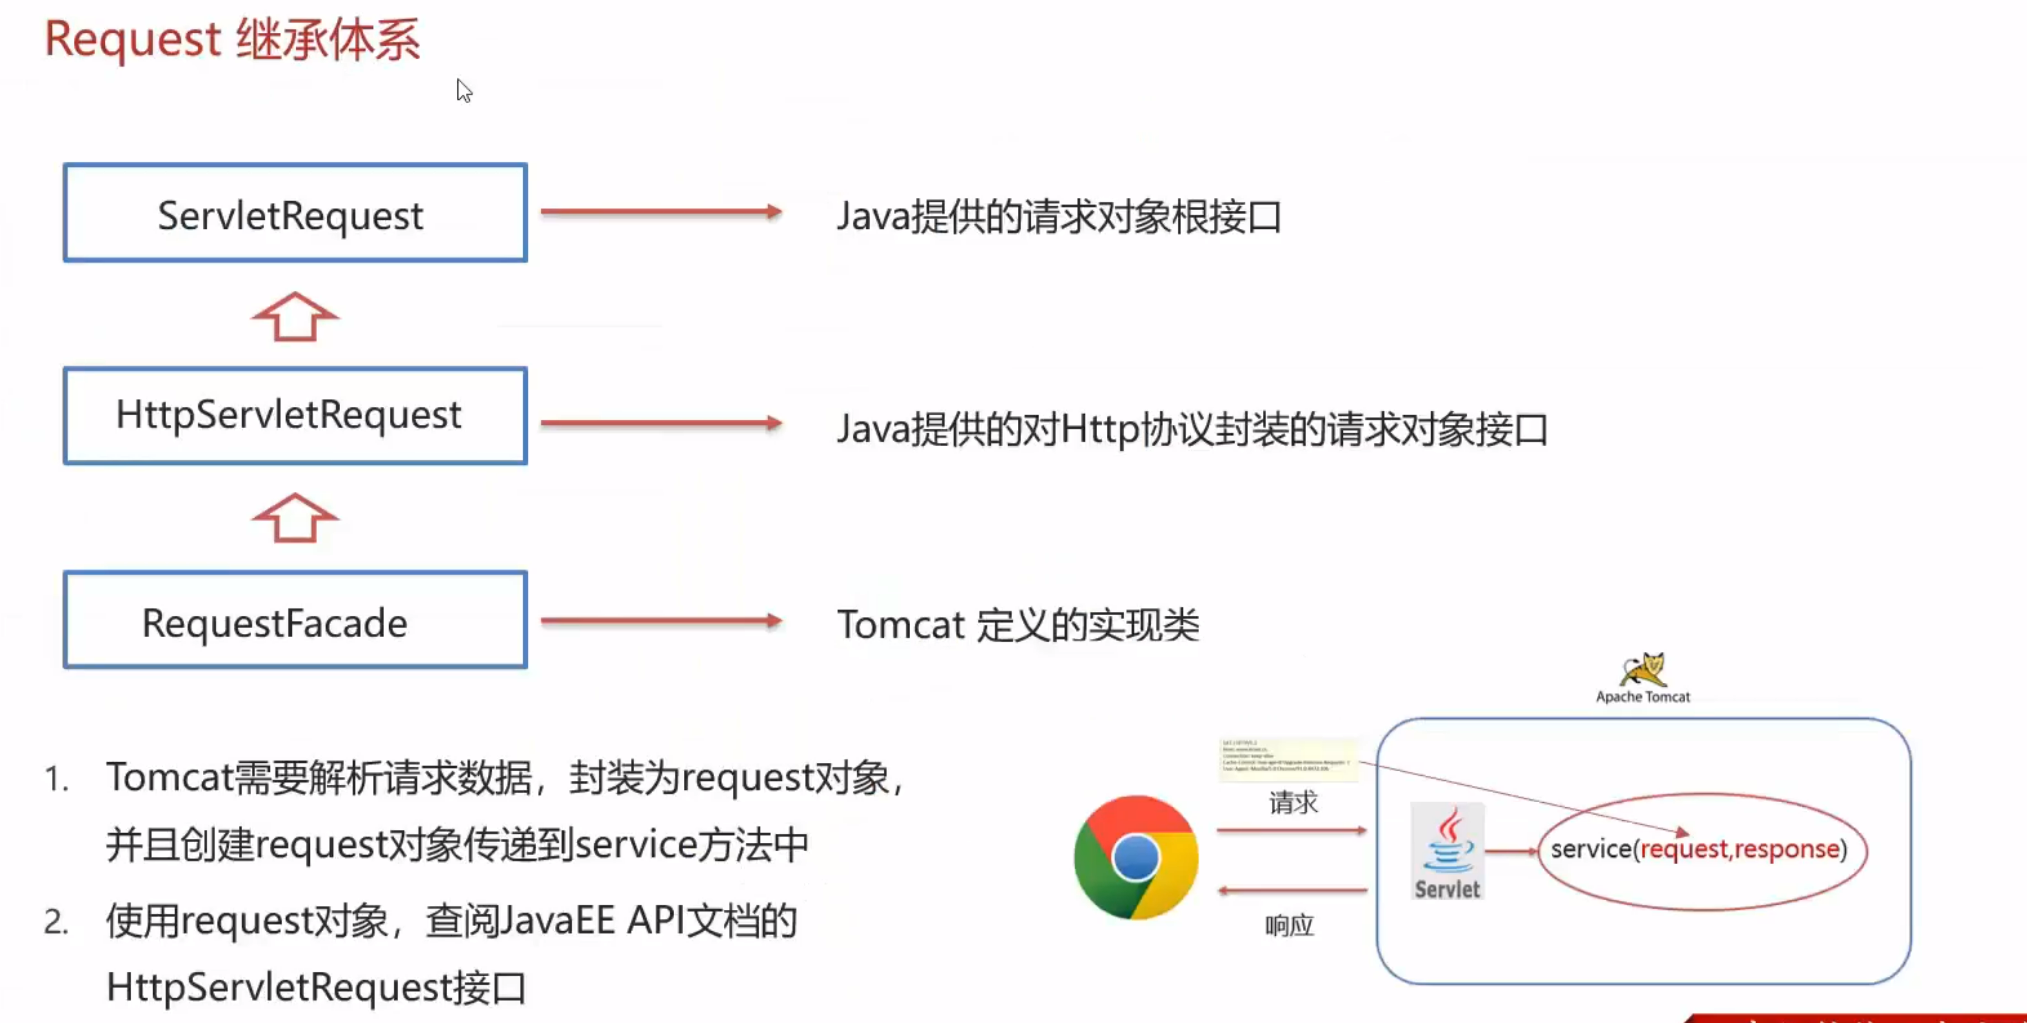 Request 继承体系
ServletRequest
Java提供的请求对象根接口
HttpServletRequest
Java提供的对Http协议封装的请求对象接口
RequestFacade
Tomcat 定义的实现类
1. Tomcat需要解析请求数据，封装为request对象，
并且创建request对象传递到service方法中
2. 使用request对象，查阅JavaEE API文档的
HttpServletRequest接口
Apache Tomcat
请求
Servlet
service(request,response)
响应